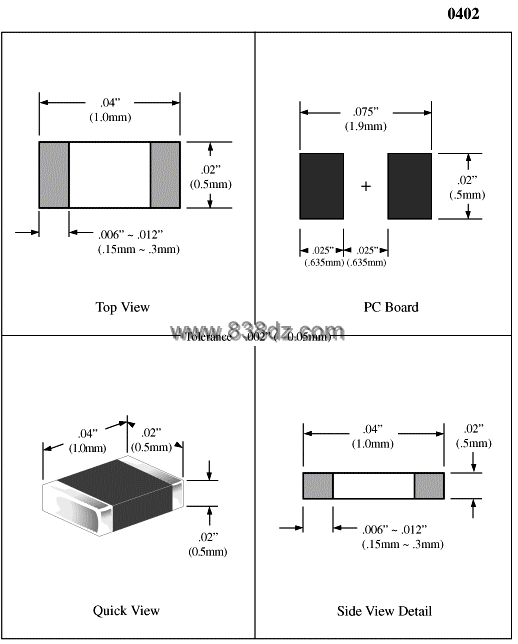 0402
.04”
(1.0mm)
.02”
(0.5mm)
.006” ~ .012”
(.15mm ~ .3mm)
Top View
.075”
(1.9mm)
+
.02”
(.5mm)
.025” .025”
(.635mm) (.635mm)
PC Board
www.838dz.com
Tolerance .002” ( 0.05mm)
.04”
(1.0mm)
.02”
(0.5mm)
.02”
(0.5mm)
Quick View
.04”
(1.0mm)
.02”
(.5mm)
.006” ~ .012”
(.15mm ~ .3mm)
Side View Detail